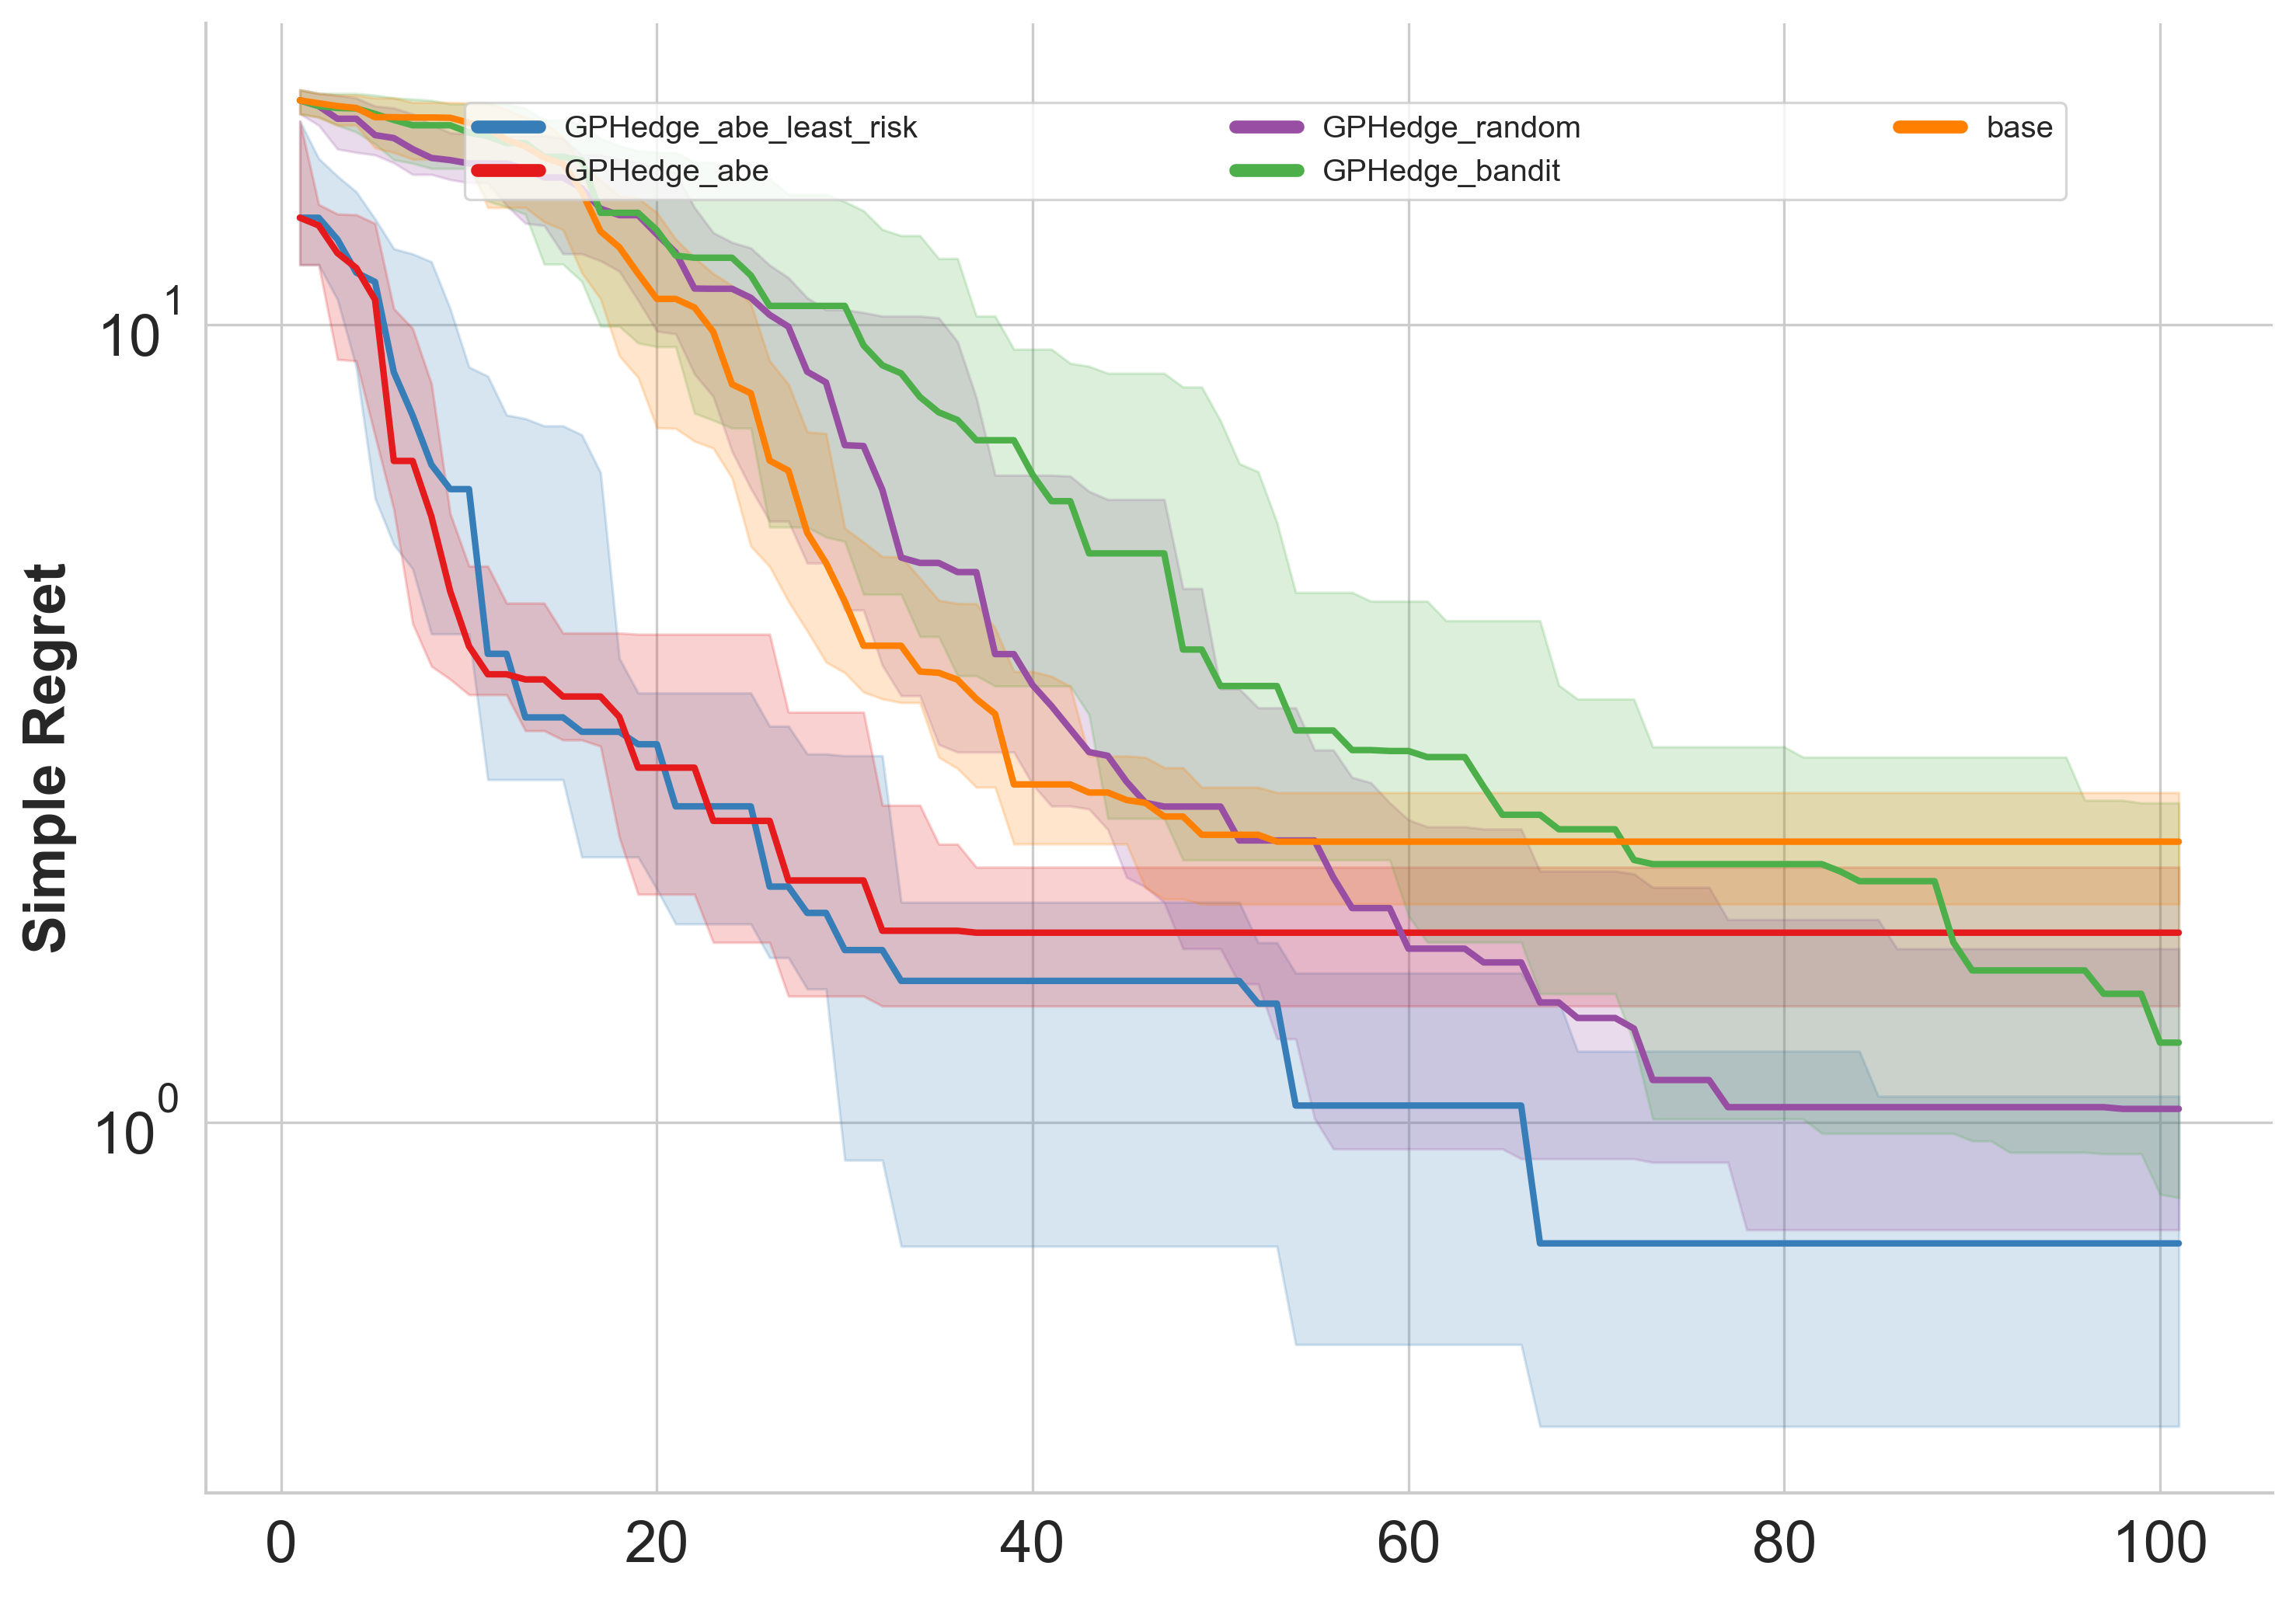 GPHedge_abe_least_risk
GPHedge_abe
GPHedge_random
GPHedge_bandit
base
10^1
10^0
Simple Regret
0 20 40 60 80 100